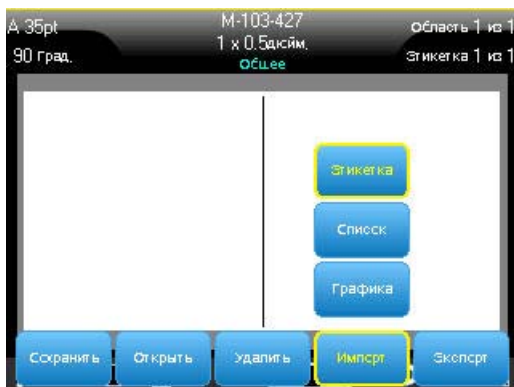 A 35pt
M-103-427
Область 1 из 1
90 Град.
1 x 0.5дюйм.
Этикетка 1 из 1
Общее
Этикетка
Список
Графика
Сохранить
Открыть
Удалить
Импорт
Экспорт